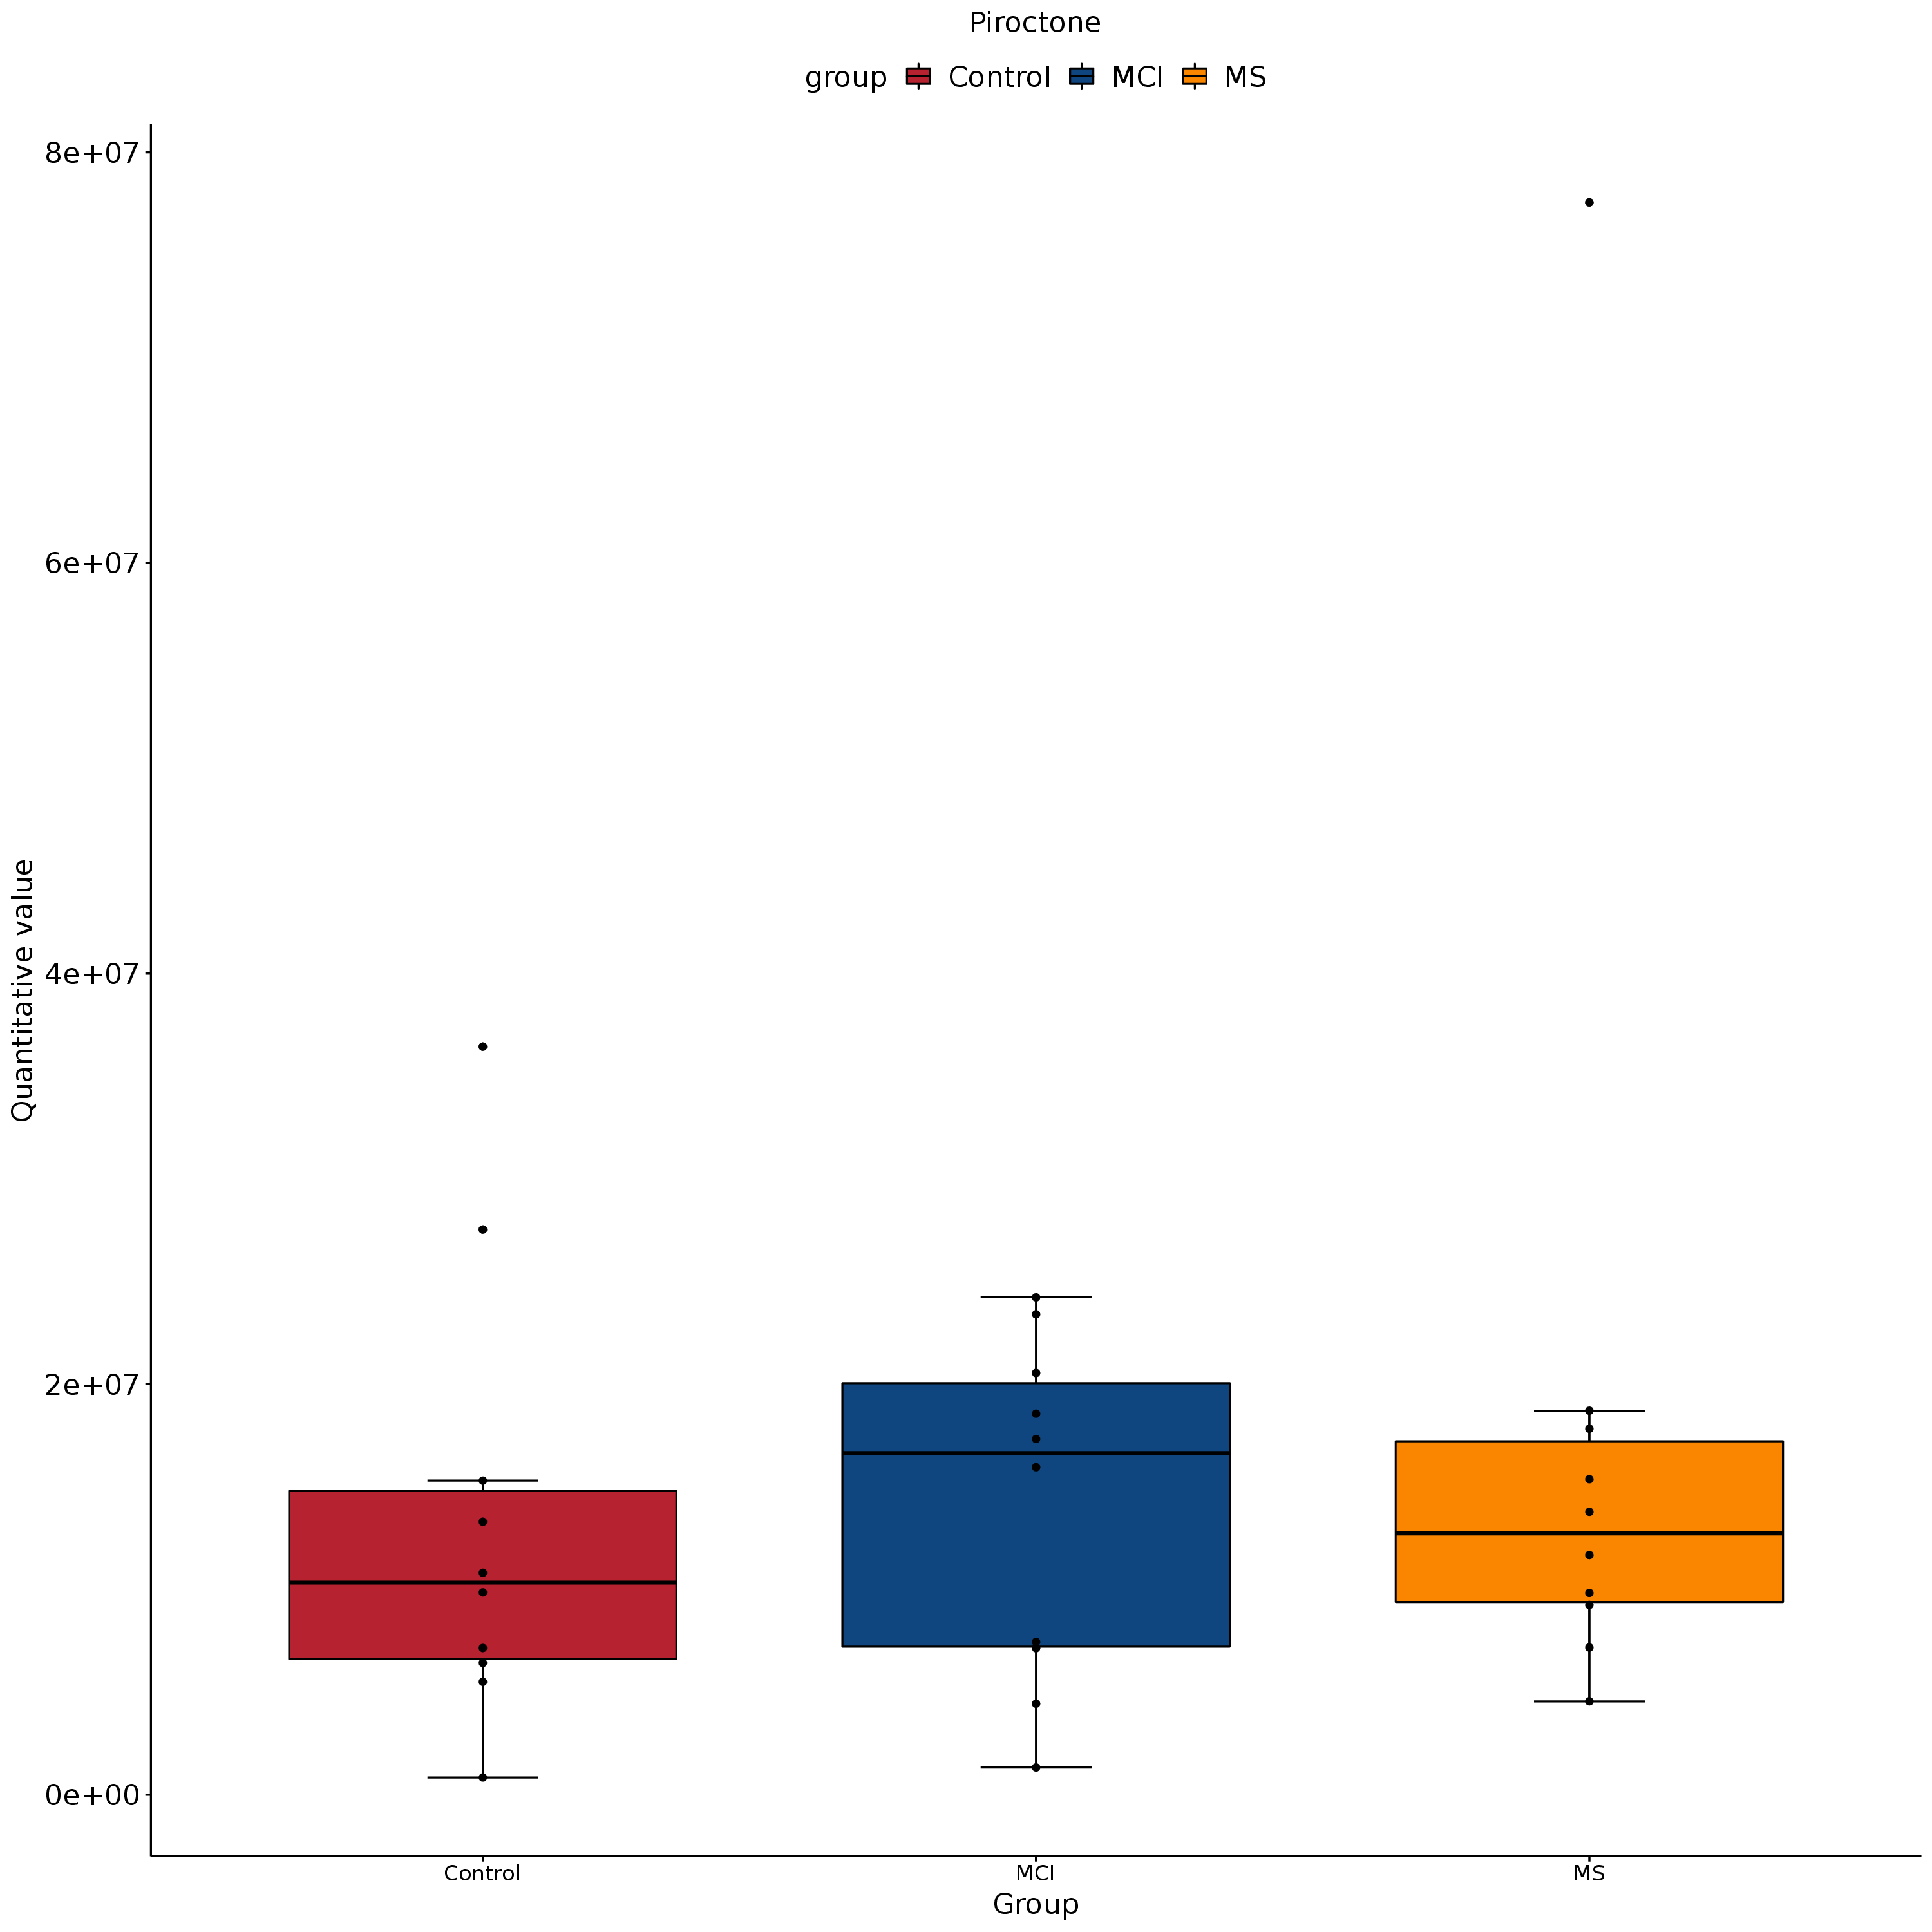 Piroctone
group Control MCI MS
8e+07
6e+07
4e+07
2e+07
0e+00
Quantitative value
Control MCI MS
Group